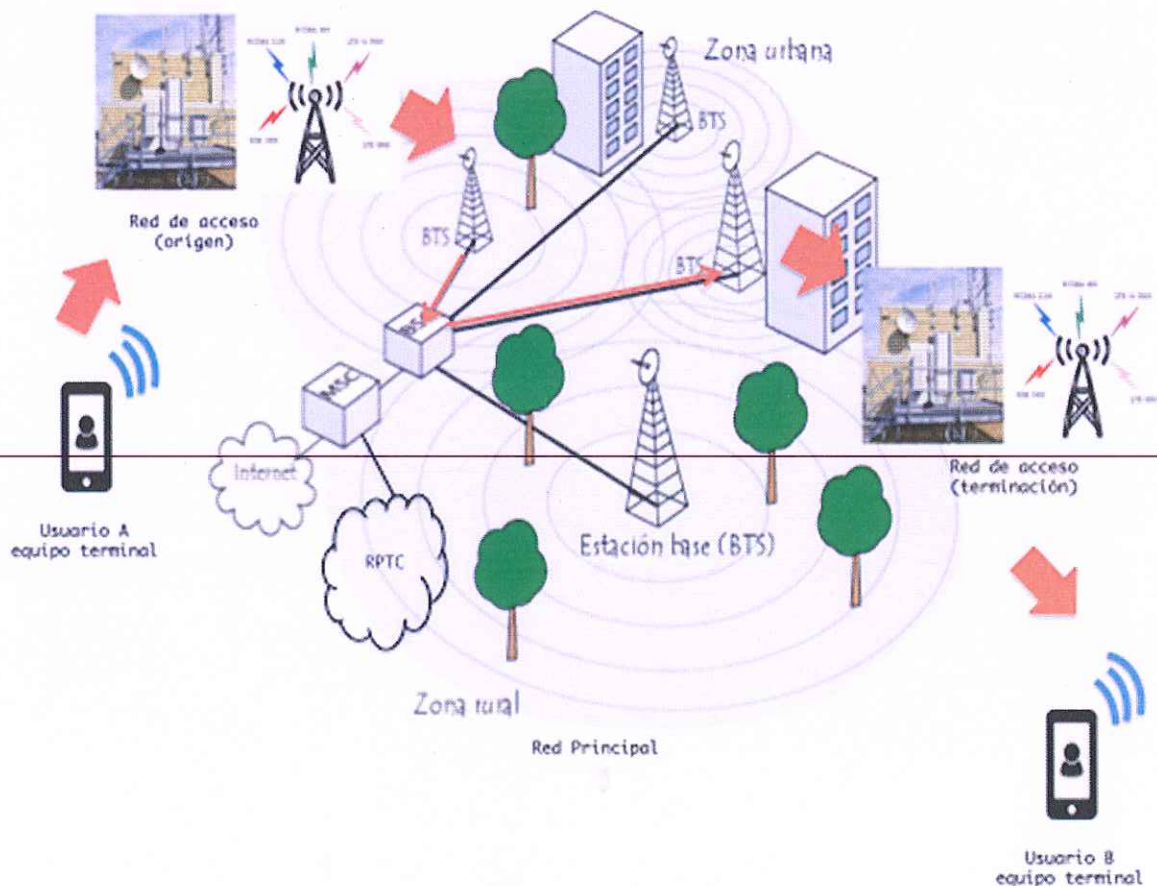 Zona urbana
BTS
Red de acceso
(origen)
BTS
BTS
MSC
Internet
Red de acceso
(terminación)
Usuario A
equipo terminal
Estación base (BTS)
RPTC
Zona rural
Red Principal
Usuario B
equipo terminal